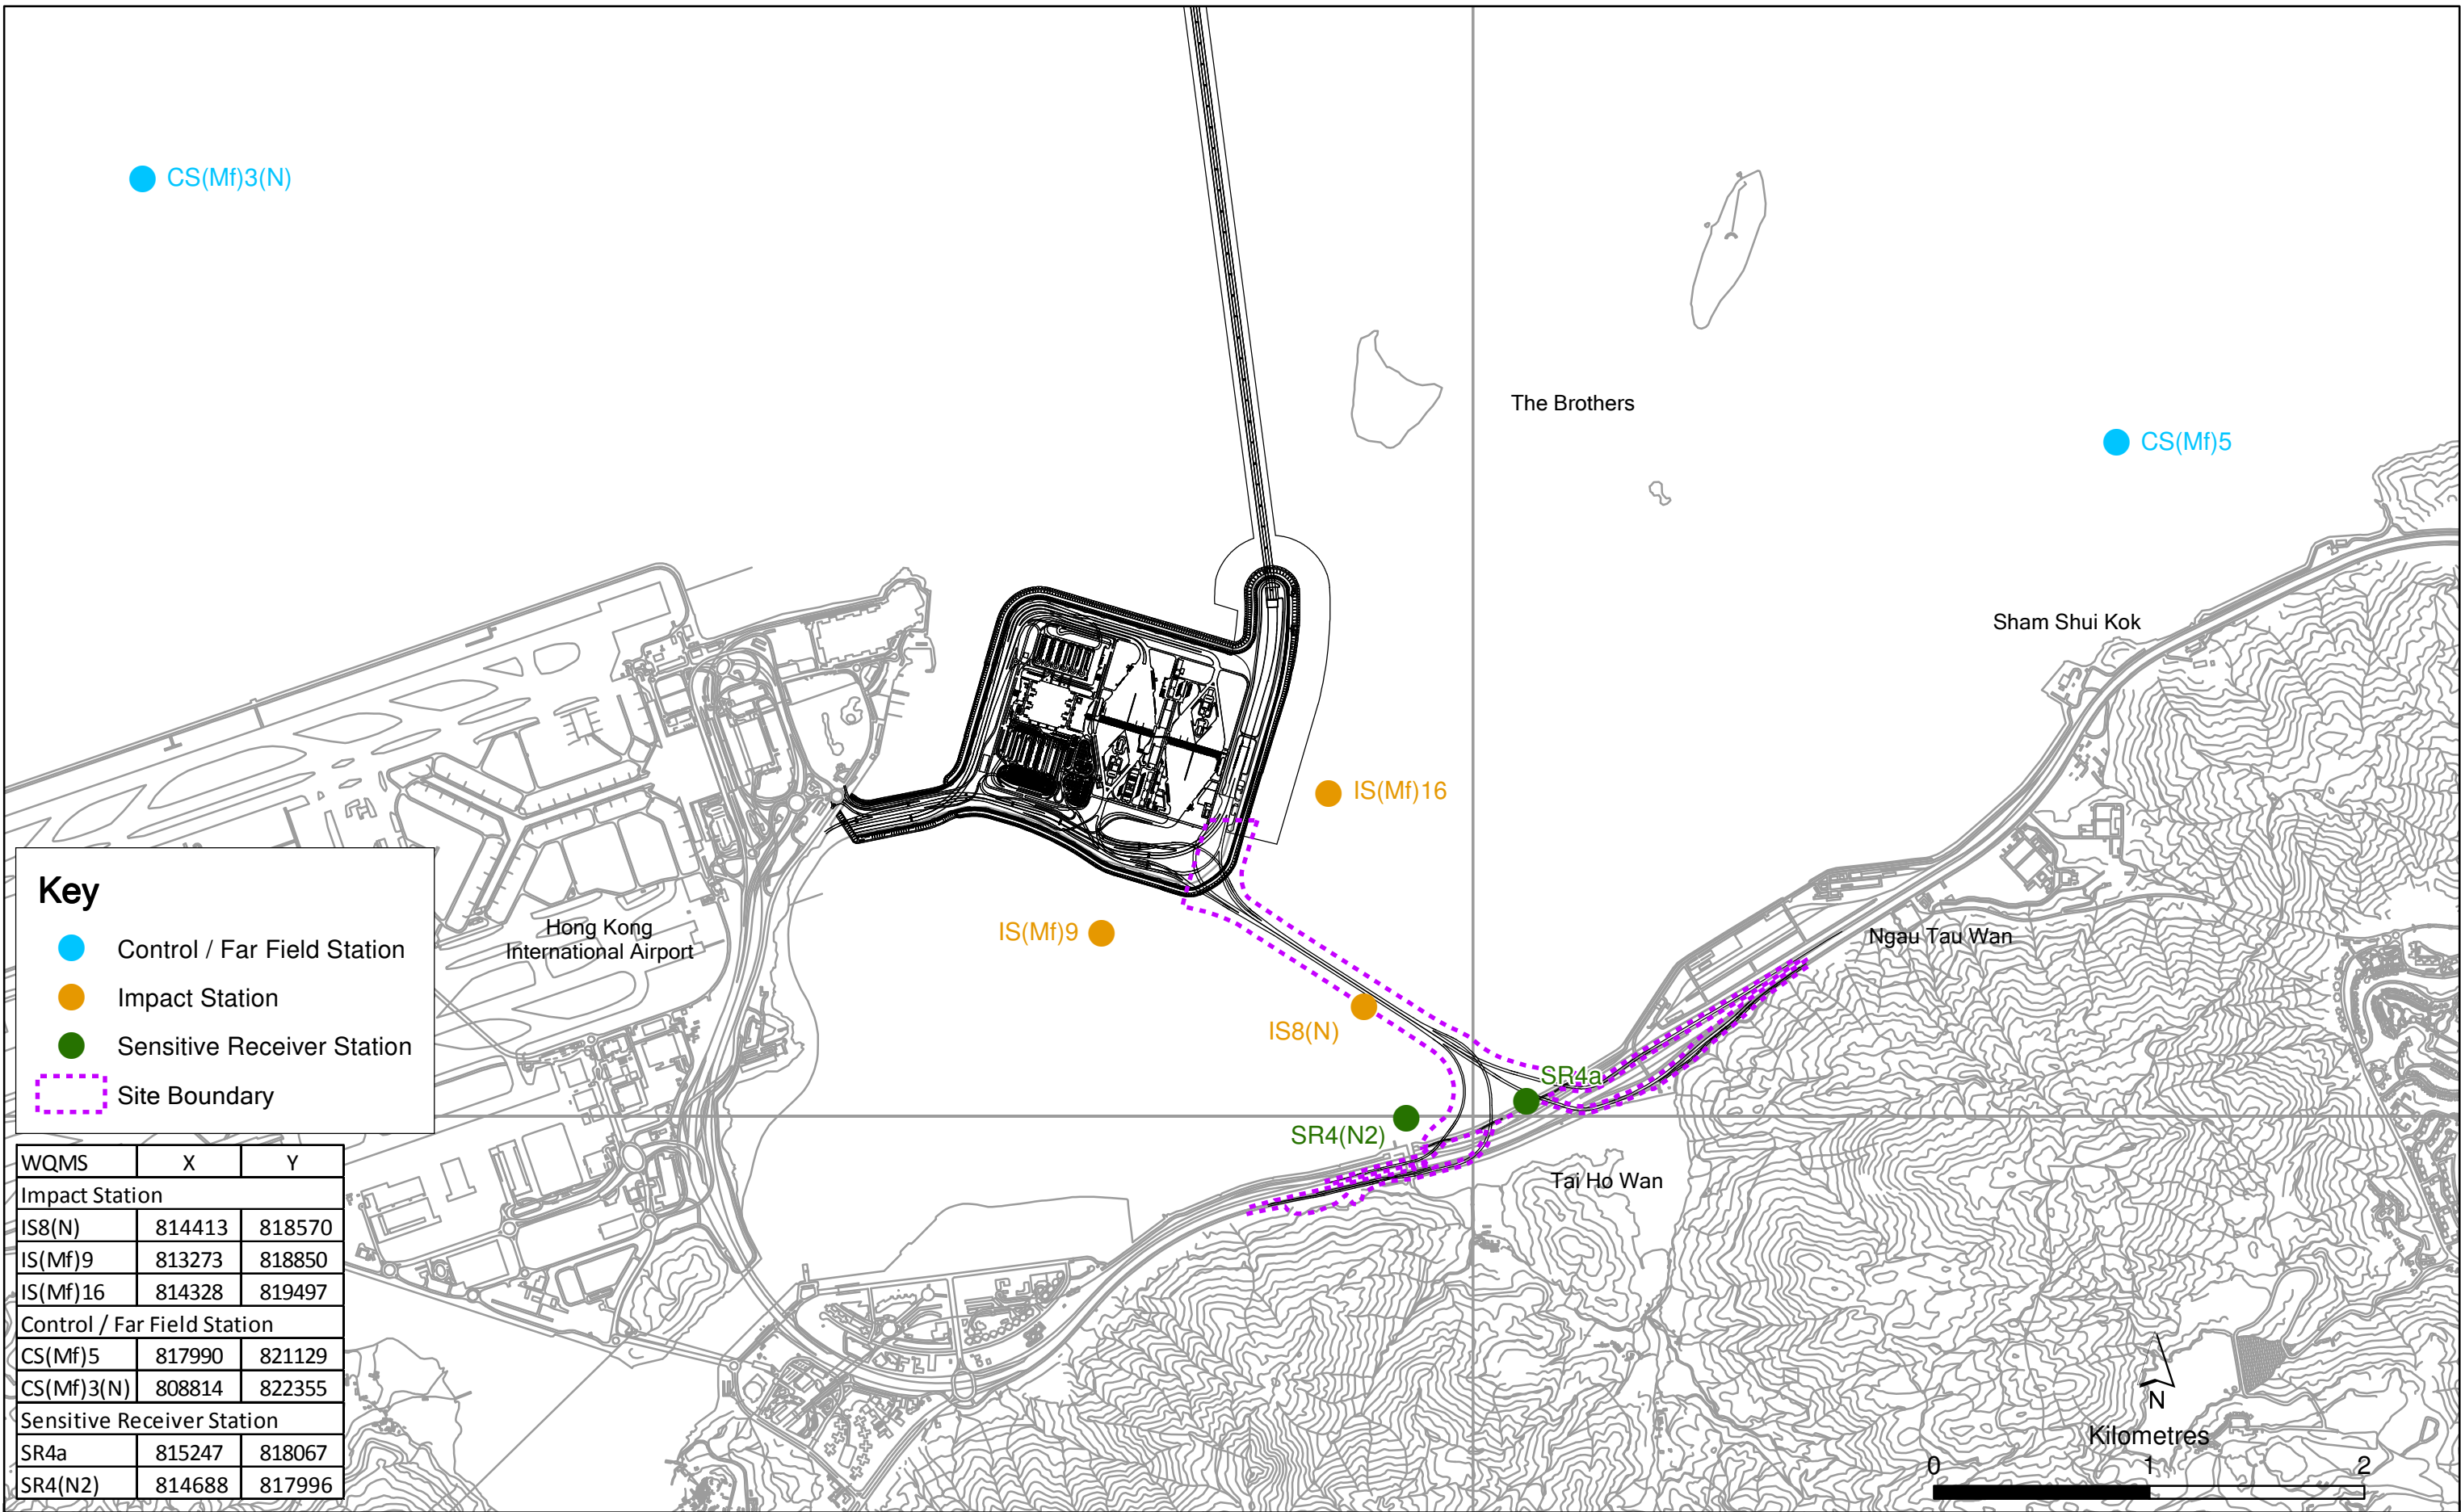 CS(Mf)3(N)
The Brothers
CS(Mf)5
Sham Shui Kok
IS(Mf)16
Hong Kong
International Airport
IS(Mf)9
Ngau Tau Wan
IS8(N)
SR4a
SR4(N2)
Tai Ho Wan
Key
Control / Far Field Station
Impact Station
Sensitive Receiver Station
Site Boundary
WQMS X Y
Impact Station
IS8(N) 814413 818570
IS(Mf)9 813273 818850
IS(Mf)16 814328 819497
Control / Far Field Station
CS(Mf)5 817990 821129
CS(Mf)3(N) 808814 822355
Sensitive Receiver Station
SR4a 815247 818067
SR4(N2) 814688 817996
N
Kilometres
0 1 2